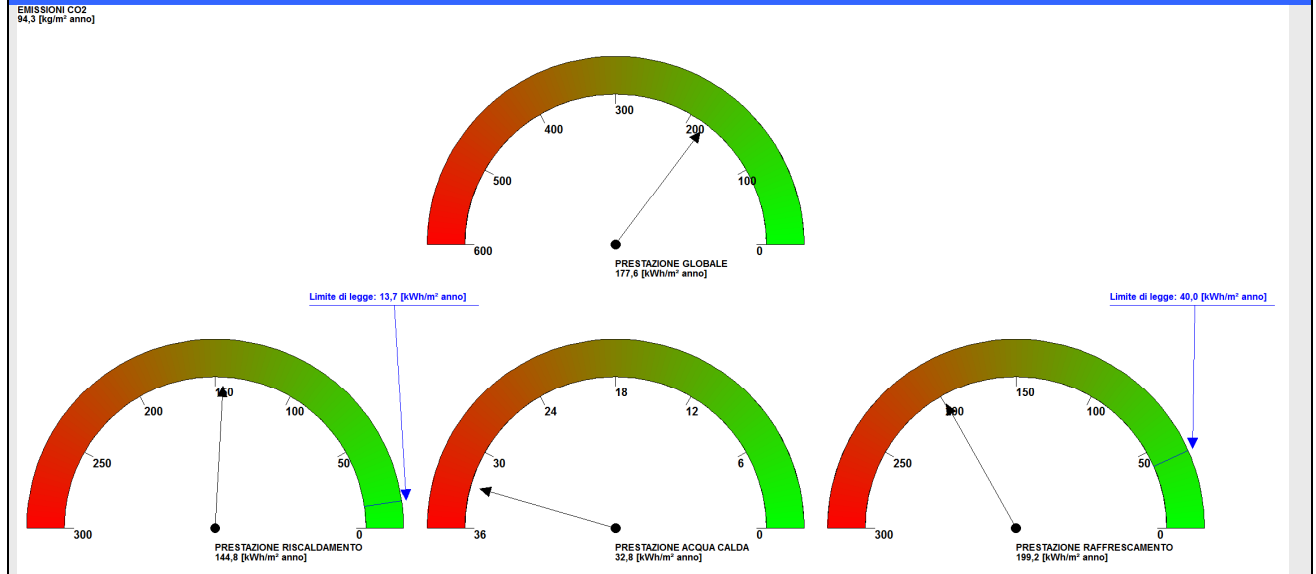 EMISSIONI CO2
94,3 [kg/m² anno]
300
400
200
500
100
600
0
PRESTAZIONE GLOBALE
177,6 [kWh/m² anno]
Limite di legge: 13,7 [kWh/m² anno]
150
200
100
250
50
300
0
PRESTAZIONE RISCALDAMENTO
144,8 [kWh/m² anno]
18
24
12
30
6
36
0
PRESTAZIONE ACQUA CALDA
32,8 [kWh/m² anno]
Limite di legge: 40,0 [kWh/m² anno]
150
200
100
250
50
300
0
PRESTAZIONE RAFFRESCAMENTO
199,2 [kWh/m² anno]